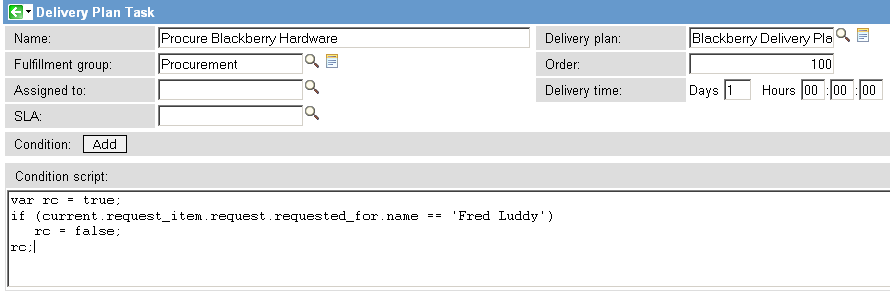 Delivery Plan Task
Name: Procure Blackberry Hardware Delivery plan: Blackberry Delivery Pla
Fulfillment group: Procurement Order: 100
Assigned to: Delivery time: Days 1 Hours 00:00:00
SLA:
Condition: Add
Condition script:
var rc = true;
if (current.request_item.request.requested_for.name == 'Fred Luddy')
   rc = false;
rc;